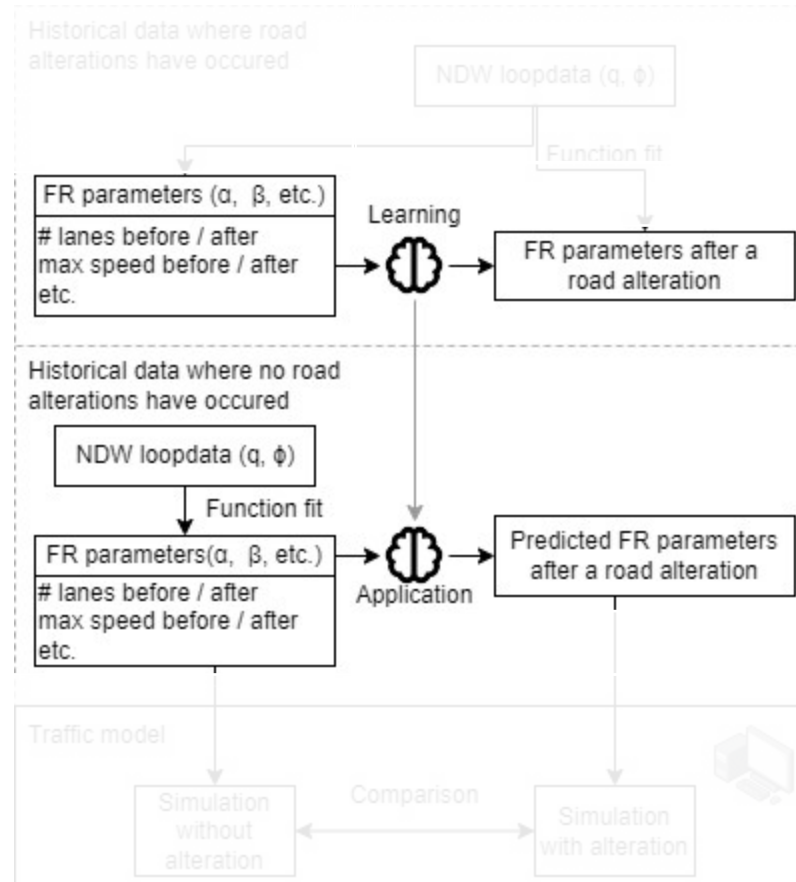 Historical data where road
alterations have occured
NDW loopdata (q, ϕ)
Function fit
FR parameters (α, β, etc.)
# lanes before / after
max speed before / after
etc.
Learning
FR parameters after a
road alteration
Historical data where no road
alterations have occured
NDW loopdata (q, ϕ)
Function fit
FR parameters(α, β, etc.)
# lanes before / after
max speed before / after
etc.
Application
Predicted FR parameters
after a road alteration
Traffic model
Simulation
without
alteration
Comparison
Simulation
with alteration